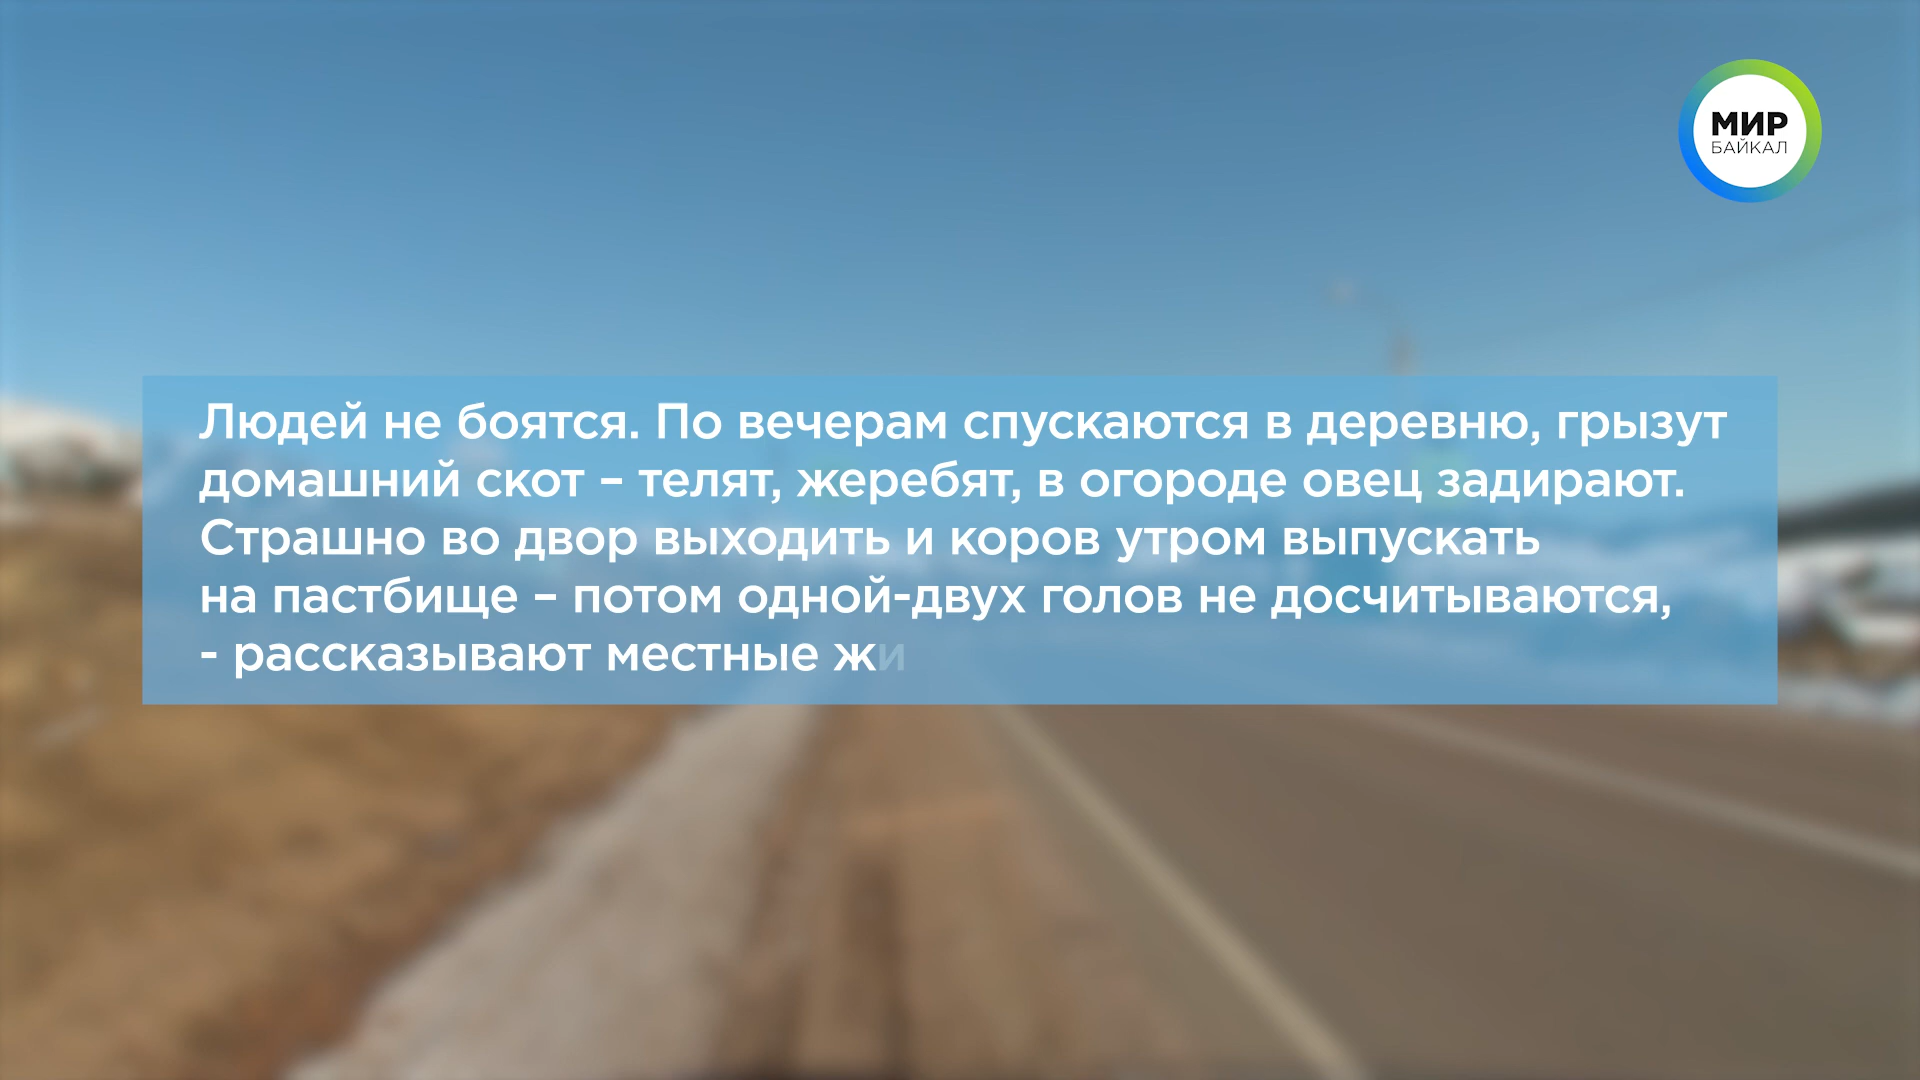 МИР
БАЙКАЛ
Людей не боятся. По вечерам спускаются в деревню, грызут
домашний скот – телят, жеребят, в огороде овец задирают.
Страшно во двор выходить и коров утром выпускать
на пастбище – потом одной-двух голов не досчитываются,
- рассказывают местные жи